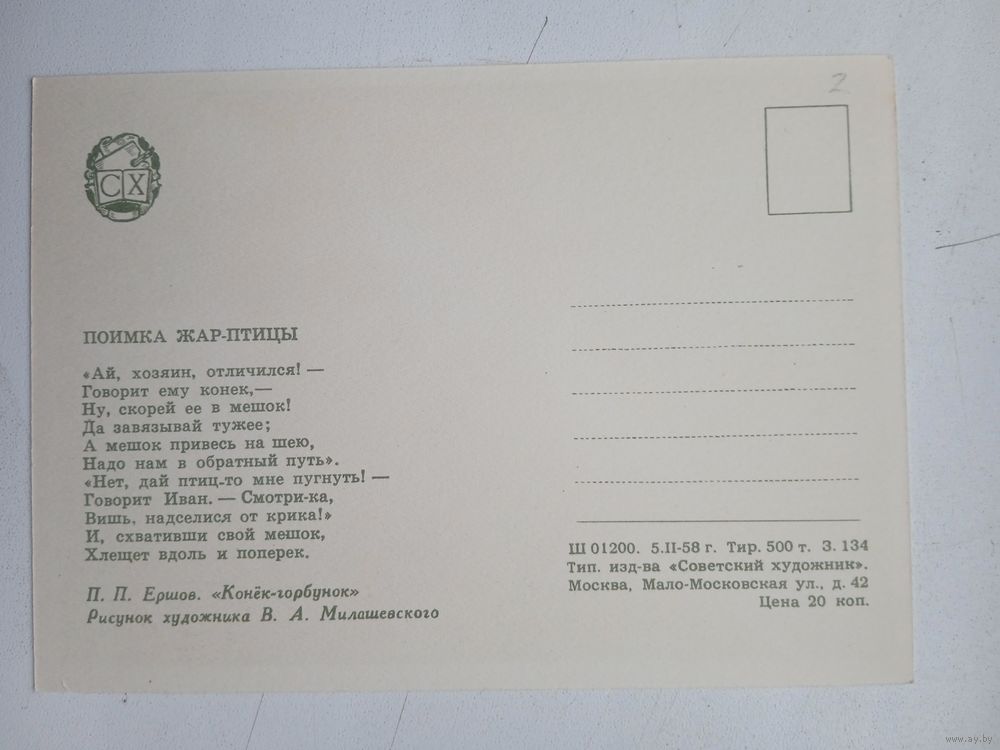 2
СХ
ПОИМКА ЖАР-ПТИЦЫ
«Ай, хозяин, отличился! —
Говорит ему конек,—
Ну, скорей ее в мешок!
Да завязывай тужее;
А мешок привесь на шею,
Надо нам в обратный путь».
«Нет, дай птиц-то мне пугнуть! —
Говорит Иван. — Смотри-ка,
Вишь, надселися от крика!»
И, схвативши свой мешок,
Хлещет вдоль и поперек.
П. П. Ершов. «Конёк-горбунок»
Рисунок художника В. А. Милашевского
Ш 01200. 5.II-58 г. Тир. 500 т. З. 134
Тип. изд-ва «Советский художник».
Москва, Мало-Московская ул., д. 42
Цена 20 коп.
www.ay.by